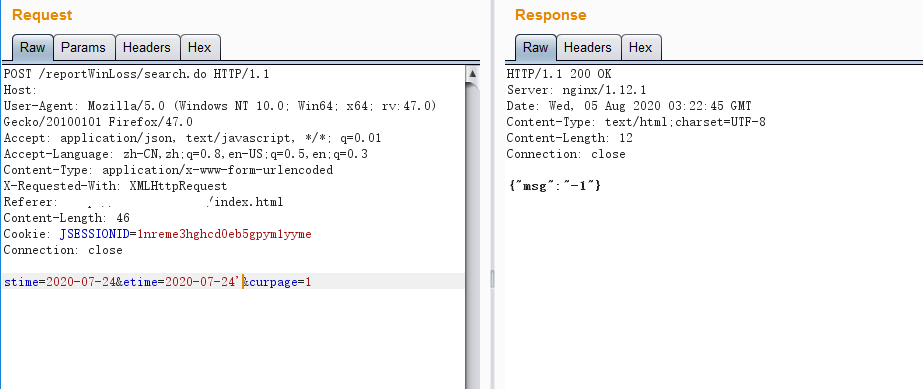 Request
Raw Params Headers Hex
POST /reportWinLoss/search.do HTTP/1.1
Host:
User-Agent: Mozilla/5.0 (Windows NT 10.0; Win64; x64; rv:47.0)
Gecko/20100101 Firefox/47.0
Accept: application/json, text/javascript, */*; q=0.01
Accept-Language: zh-CN,zh;q=0.8,en-US;q=0.5,en;q=0.3
Content-Type: application/x-www-form-urlencoded
X-Requested-With: XMLHttpRequest
Referer: /index.html
Content-Length: 46
Cookie: JSESSIONID=1nreme3hghcd0eb5gpym1yyme
Connection: close
stime=2020-07-24&etime=2020-07-24'&curpage=1
Response
Raw Headers Hex
HTTP/1.1 200 OK
Server: nginx/1.12.1
Date: Wed, 05 Aug 2020 03:22:45 GMT
Content-Type: text/html;charset=UTF-8
Content-Length: 12
Connection: close
{"msg":"-1"}